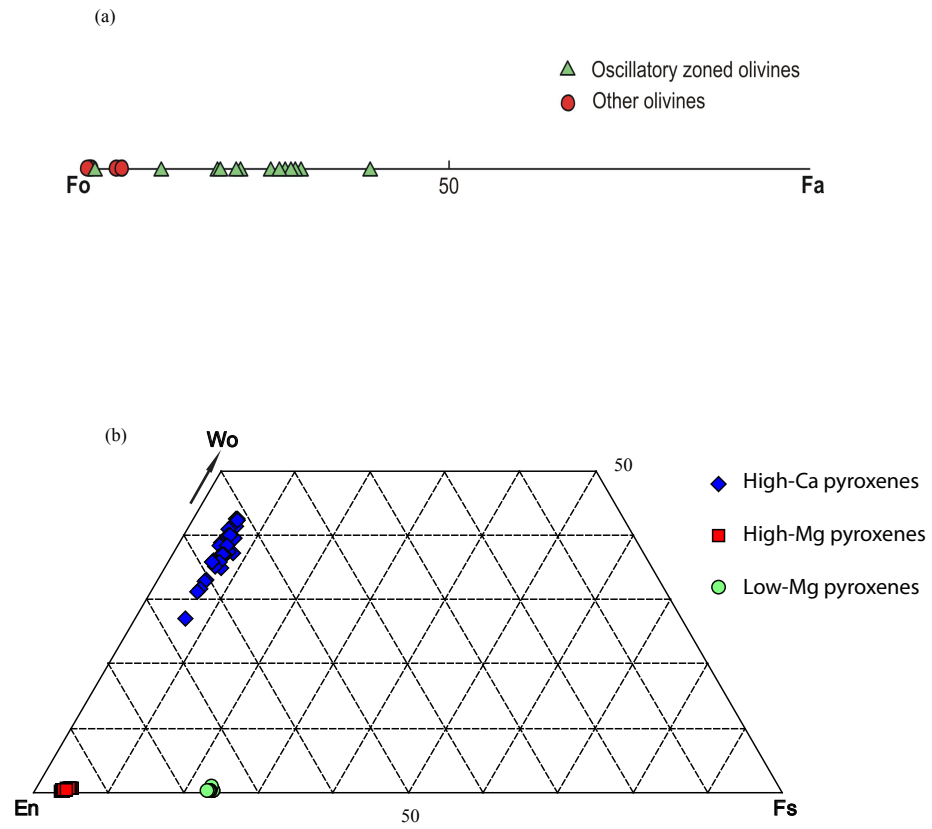 (a)
Oscillatory zoned olivines
Other olivines
Fo
50
Fa
(b)
Wo
50
High-Ca pyroxenes
High-Mg pyroxenes
Low-Mg pyroxenes
En
50
Fs